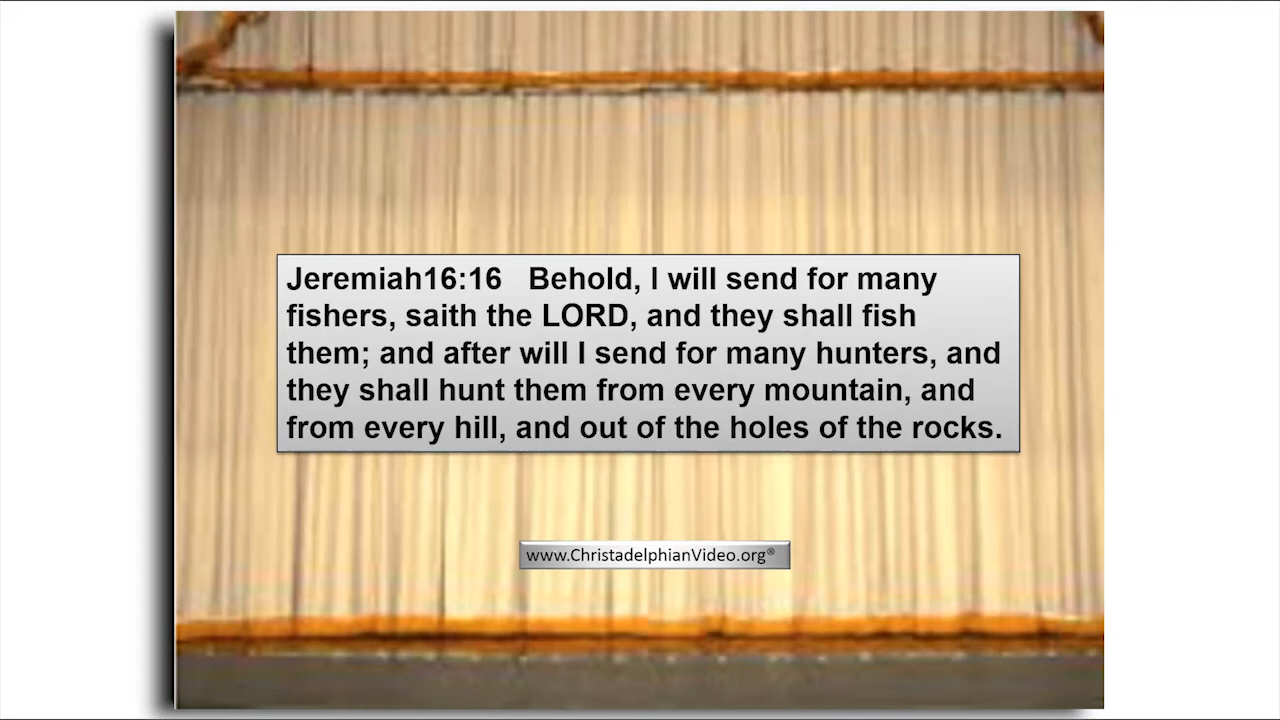 Jeremiah16:16   Behold, I will send for many
fishers, saith the LORD, and they shall fish
them; and after will I send for many hunters, and
they shall hunt them from every mountain, and
from every hill, and out of the holes of the rocks.
www.ChristadelphianVideo.org®